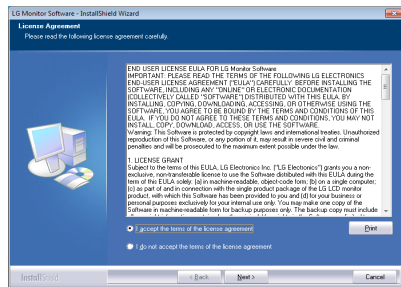 LG Monitor Software - InstallShield Wizard
License Agreement
Please read the following license agreement carefully.
END USER LICENSE EULA FOR LG Monitor Software
IMPORTANT: PLEASE READ THE TERMS OF THE FOLLOWING LG ELECTRONICS
END-USER LICENSE AGREEMENT ("EULA") CAREFULLY. BEFORE INSTALLING THE
SOFTWARE, INCLUDING ANY "ONLINE" OR ELECTRONIC DOCUMENTATION
(COLLECTIVELY CALLED "SOFTWARE") DISTRIBUTED WITH THIS EULA. BY
INSTALLING, COPYING, DOWNLOADING, ACCESSING, OR OTHERWISE USING THE
SOFTWARE, YOU AGREE TO BE BOUND BY THE TERMS AND CONDITIONS OF THIS
EULA. IF YOU DO NOT AGREE TO THESE TERMS AND CONDITIONS, YOU MAY NOT
INSTALL, COPY, DOWNLOAD, ACCESS, OR USE THE SOFTWARE.
Warning: This Software is protected by copyright laws and international treaties. Unauthorized
reproduction of this Software, or any portion of it, may result in severe civil and criminal
penalties and will be prosecuted to the maximum extent possible under the law.
1. LICENSE GRANT
Subject to the terms of this EULA, LG Electronics Inc. ("LG Electronics") grants you a non-
exclusive, non-transferable license to use the Software distributed with this EULA during the
term of this EULA solely: (a) in machine-readable, object-code form; (b) on a single computer;
(c) as part of and in connection with the single product package of the LG LCD monitor
product, with which this Software has been provided to you and (d) for your business or
personal purposes exclusively for your internal use only. You may make one copy of the
Software in machine-readable form for backup purposes only. The backup copy must include
I accept the terms of the license agreement
Print
I do not accept the terms of the license agreement
InstallShield
< Back
Next >
Cancel